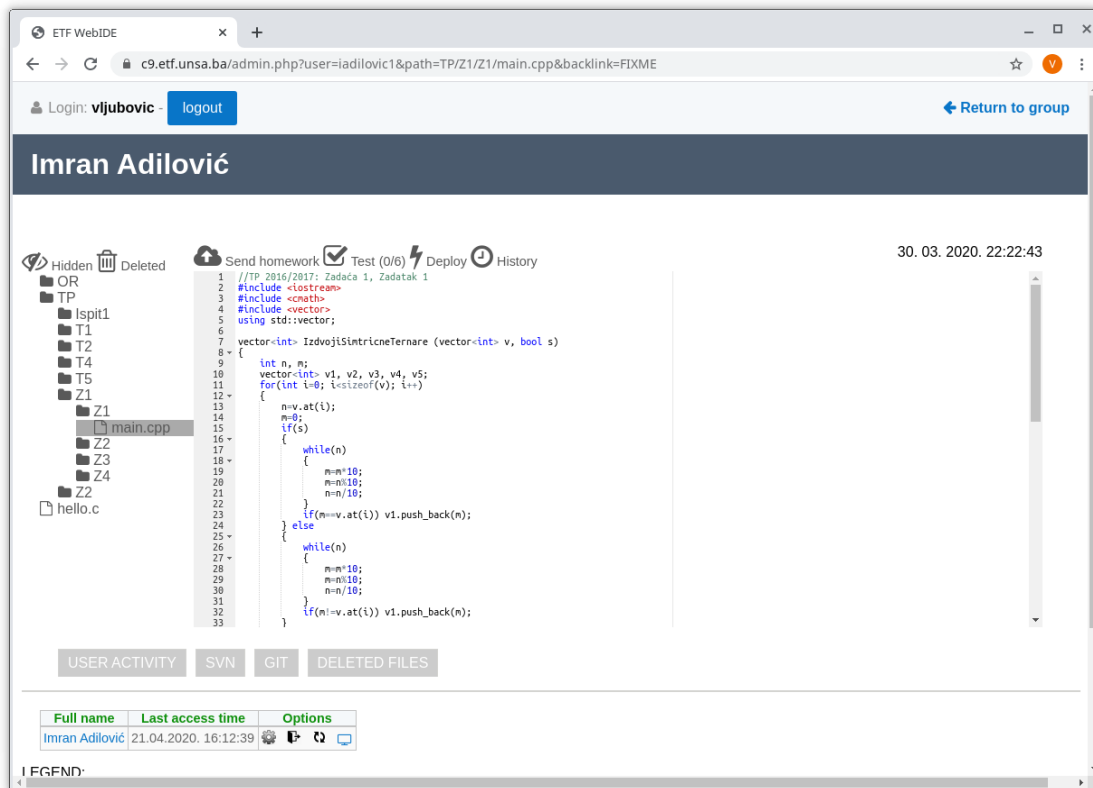 ETF WebIDE
c9.etf.unsa.ba/admin.php?user=iadilovic1&path=TP/Z1/Z1/main.cpp&backlink=FIXME
V
Login: vljubovic - logout
Return to group
Imran Adilović
Hidden Deleted
Send homework Test (0/6) Deploy History
30. 03. 2020. 22:22:43
OR
TP
Ispit1
T1
T2
T4
T5
Z1
Z1
main.cpp
Z2
Z3
Z4
Z2
hello.c
1 //TP 2016/2017: Zadaća 1, Zadatak 1
2 #include <iostream>
3 #include <cmath>
4 #include <vector>
5 using std::vector;
6
7 vector<int> IzdvojiSimtricneTernare (vector<int> v, bool s)
8 {
9 int n, m;
10 vector<int> v1, v2, v3, v4, v5;
11 for(int i=0; i<sizeof(v); i++)
12 {
13 n=v.at(i);
14 m=0;
15 if(s)
16 {
17 while(n)
18 {
19 m=m*10;
20 m=n%10;
21 n=n/10;
22 }
23 if(m==v.at(i)) v1.push_back(m);
24 } else
25 {
26 while(n)
27 {
28 m=m*10;
29 m=n%10;
30 n=n/10;
31 }
32 if(m!=v.at(i)) v1.push_back(m);
33 }
USER ACTIVITY SVN GIT DELETED FILES
Full name Last access time Options
Imran Adilović 21.04.2020. 16:12:39
LEGEND: